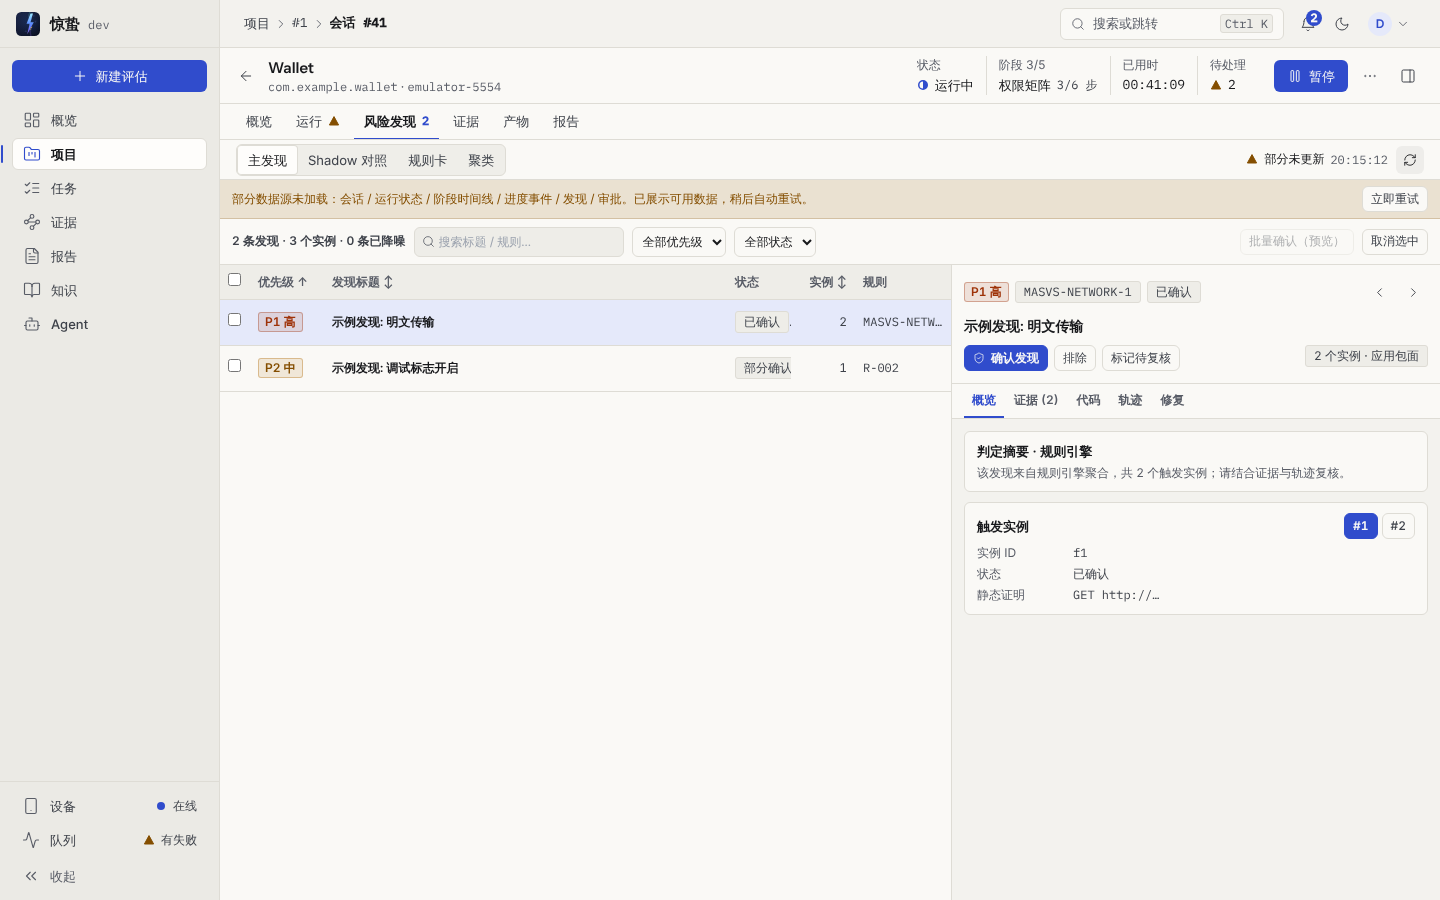 惊蛰 dev
新建评估
概览
项目
任务
证据
报告
知识
Agent
设备 在线
队列 有失败
收起
项目 #1 会话 #41
搜索或跳转 Ctrl K
2
D
Wallet
com.example.wallet · emulator-5554
状态
运行中
阶段 3/5
权限矩阵 3/6 步
已用时
00:41:09
待处理
2
暂停
概览 运行 风险发现 2 证据 产物 报告
主发现 Shadow 对照 规则卡 聚类
部分未更新 20:15:12
部分数据源未加载：会话 / 运行状态 / 阶段时间线 / 进度事件 / 发现 / 审批。已展示可用数据，稍后自动重试。
立即重试
2 条发现 · 3 个实例 · 0 条已降噪
搜索标题 / 规则...
全部优先级 全部状态
批量确认（预览） 取消选中
优先级 发现标题 状态 实例 规则
P1 高 示例发现: 明文传输 已确认 2 MASVS-NETW…
P2 中 示例发现: 调试标志开启 部分确认 1 R-002
P1 高 MASVS-NETWORK-1 已确认
示例发现: 明文传输
确认发现 排除 标记待复核
2 个实例 · 应用包面
概览 证据 (2) 代码 轨迹 修复
判定摘要 · 规则引擎
该发现来自规则引擎聚合，共 2 个触发实例；请结合证据与轨迹复核。
触发实例 #1 #2
实例 ID f1
状态 已确认
静态证明 GET http://…